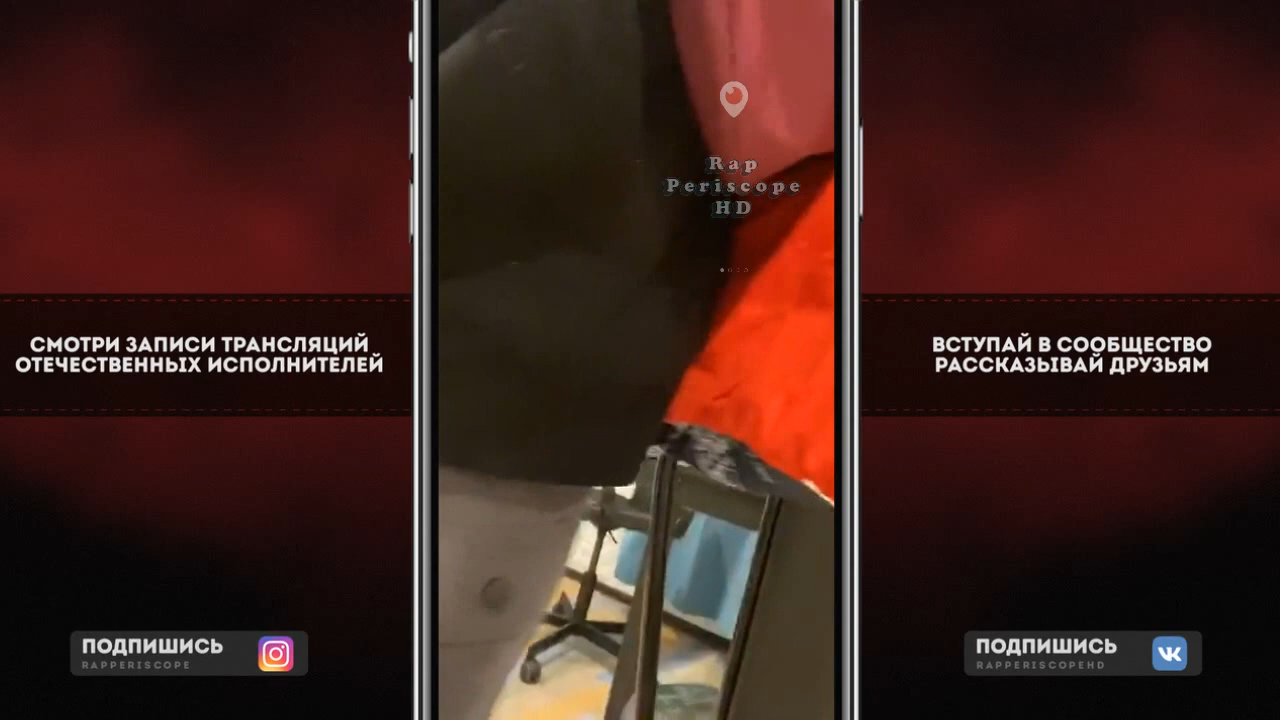 Rap
Periscope
HD
СМОТРИ ЗАПИСИ ТРАНСЛЯЦИЙ
ОТЕЧЕСТВЕННЫХ ИСПОЛНИТЕЛЕЙ
ВСТУПАЙ В СООБЩЕСТВО
РАССКАЗЫВАЙ ДРУЗЬЯМ
ПОДПИШИСЬ
RAPPERISCOPE
ПОДПИШИСЬ
RAPPERISCOPEHD